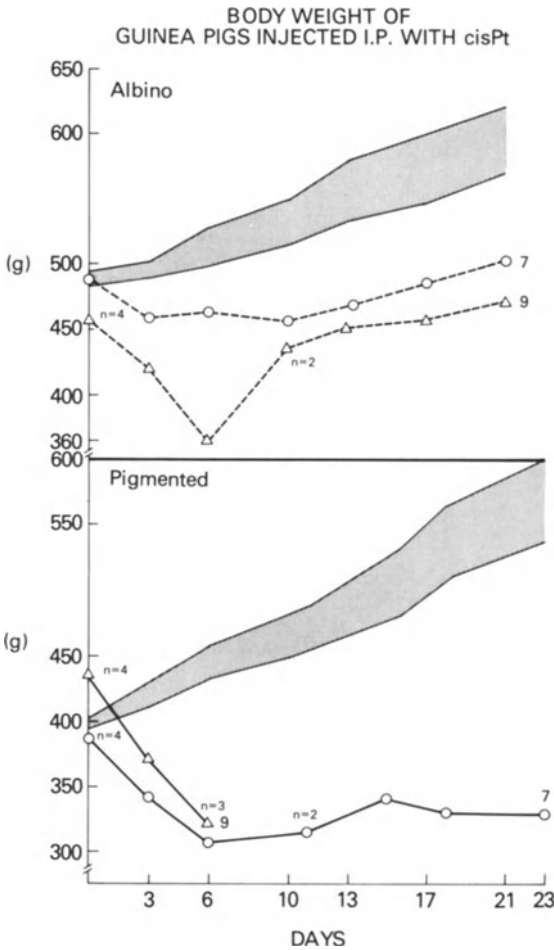 BODY WEIGHT OF
GUINEA PIGS INJECTED I.P. WITH cisPt
650
Albino
600
500
(g)
7
n=4
9
450
n=2
400
360
600
Pigmented
550
(g)
450
n=4
400
n=4
350
n=3
9
n=2
7
300
3 6 10 13 17 21 23
DAYS